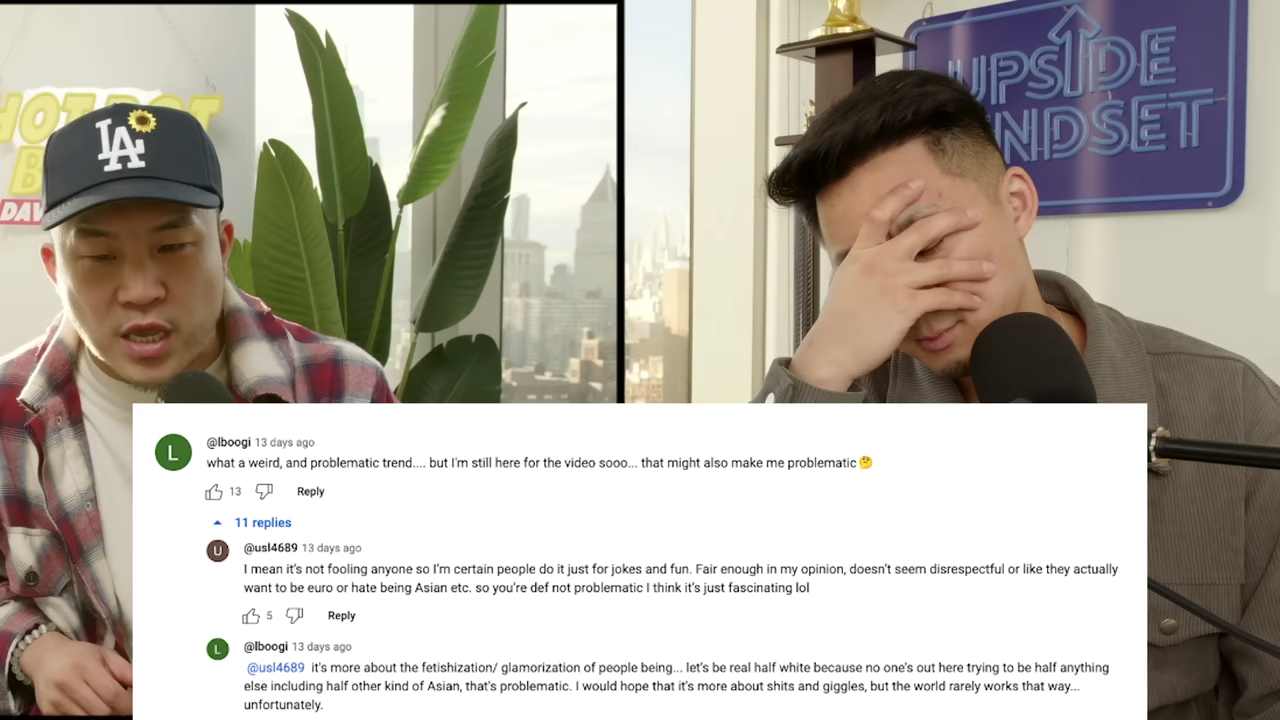 HOT POT
B
DAV
LA
UPSIDE
NDSET
L
@lboogi 13 days ago
what a weird, and problematic trend.... but I'm still here for the video sooo... that might also make me problematic🤔
13 Reply
11 replies
U
@usl4689 13 days ago
I mean it's not fooling anyone so I'm certain people do it just for jokes and fun. Fair enough in my opinion, doesn't seem disrespectful or like they actually
want to be euro or hate being Asian etc. so you're def not problematic I think it's just fascinating lol
5 Reply
L
@lboogi 13 days ago
@usl4689 it's more about the fetishization/ glamorization of people being... let's be real half white because no one's out here trying to be half anything
else including half other kind of Asian, that's problematic. I would hope that it's more about shits and giggles, but the world rarely works that way...
unfortunately.